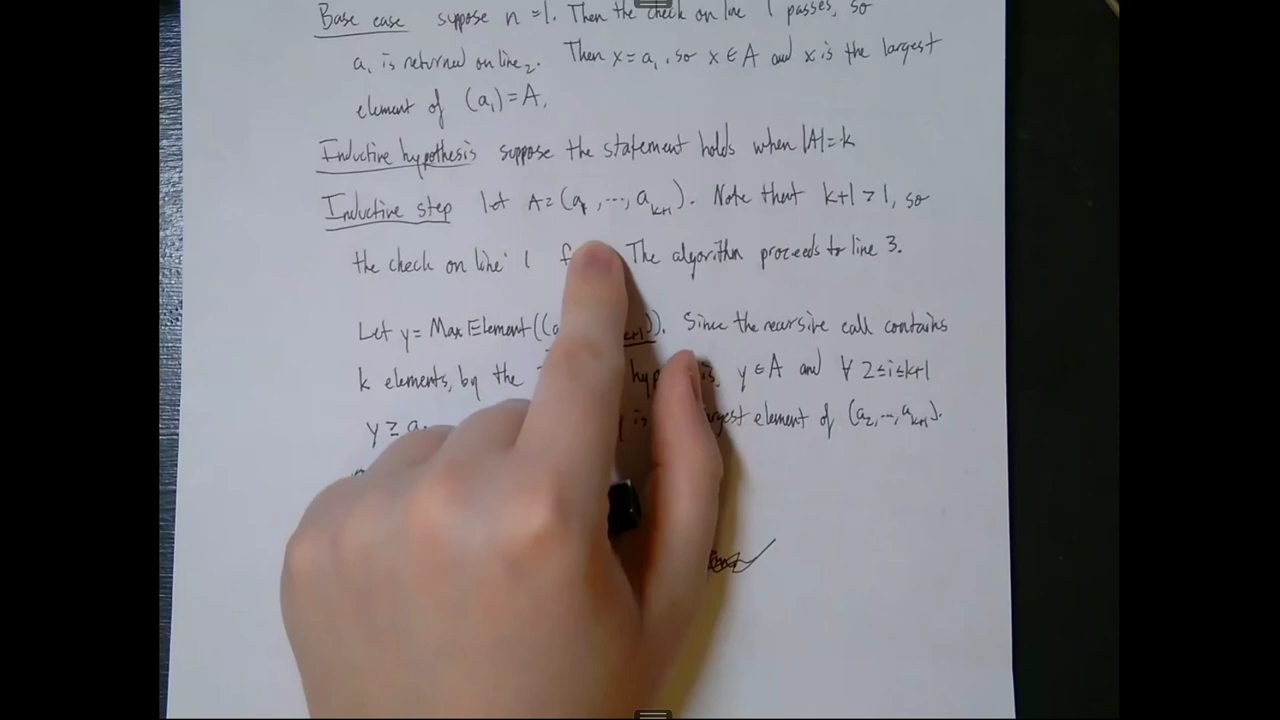 Base case suppose n = 1. Then the check on line 1 passes, so
a₁ is returned on line 2. Then x = a₁, so x ∈ A and x is the largest
element of (a₁) = A.
Inductive hypothesis suppose the statement holds when |A| = k
Inductive step let A = (a₁, ..., aₖ₊₁). Note that k+1 > 1, so
the check on line 1 The algorithm proceeds to line 3.
Let y = Max Element(( ₖ₊₁)). Since the recursive call contains
k elements, by the y ∈ A and ∀ 2 ≤ i ≤ k+1
y ≥ a element of (a₂, ..., aₖ₊₁).